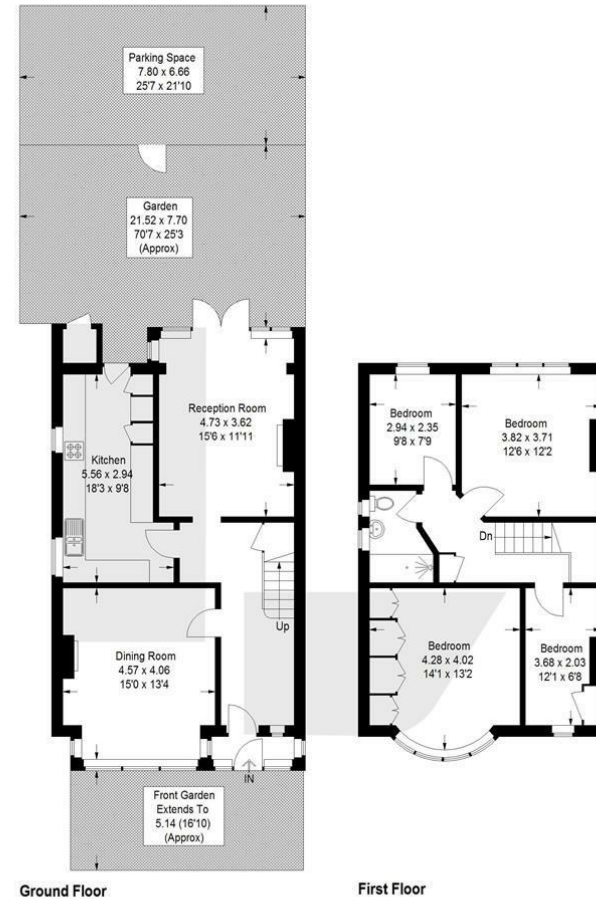 Parking Space
7.80 x 6.66
25'7 x 21'10
Garden
21.52 x 7.70
70'7 x 25'3
(Approx)
Reception Room
4.73 x 3.62
15'6 x 11'11
Kitchen
5.56 x 2.94
18'3 x 9'8
Up
Dining Room
4.57 x 4.06
15'0 x 13'4
IN
Front Garden
Extends To
5.14 (16'10)
(Approx)
Ground Floor
Bedroom
2.94 x 2.35
9'8 x 7'9
Bedroom
3.82 x 3.71
12'6 x 12'2
Dn
Bedroom
4.28 x 4.02
14'1 x 13'2
Bedroom
3.68 x 2.03
12'1 x 6'8
First Floor